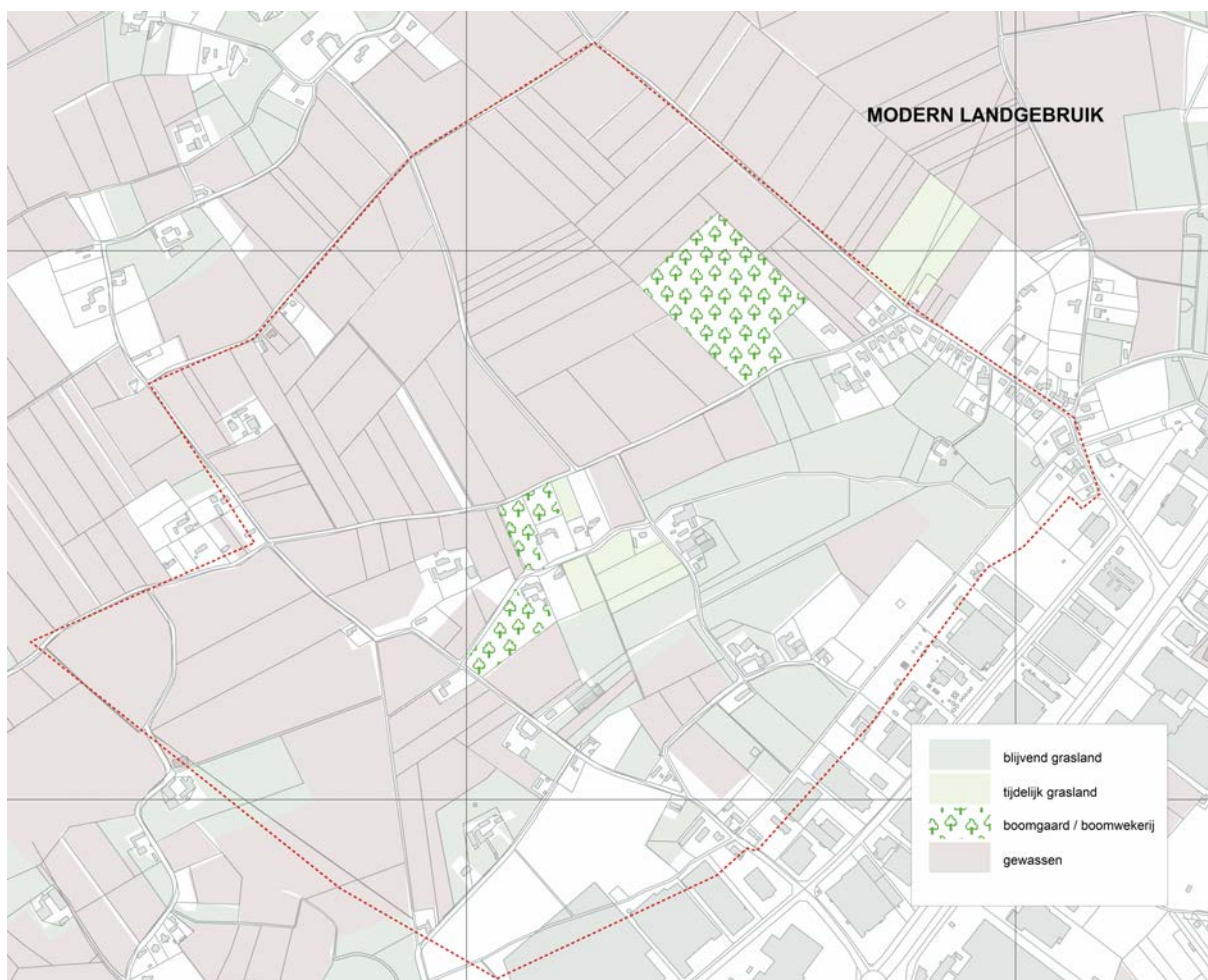 MODERN LANDGEBRUIK
blijvend grasland
tijdelijk grasland
boomgaard / boomwekerij
gewassen